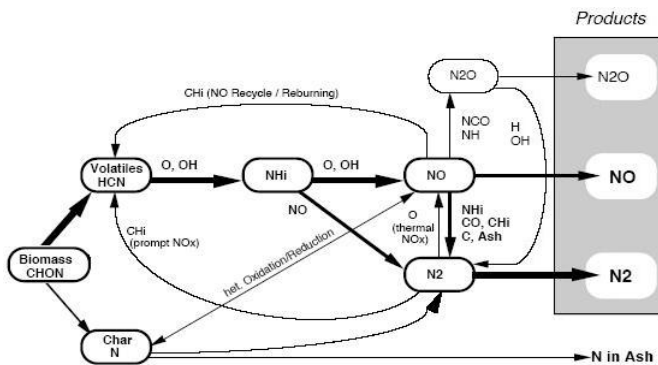 Products
N2O
N2O
CHi (NO Recycle / Reburning)
NCO
NH
H
OH
Volatiles
HCN
O, OH
NHi
O, OH
NO
NO
NO
CHi
(prompt NOx)
O
(thermal
NOx)
NHi
CO, CHi
C, Ash
Biomass
CHON
het. Oxidation/Reduction
N2
N2
Char
N
N in Ash